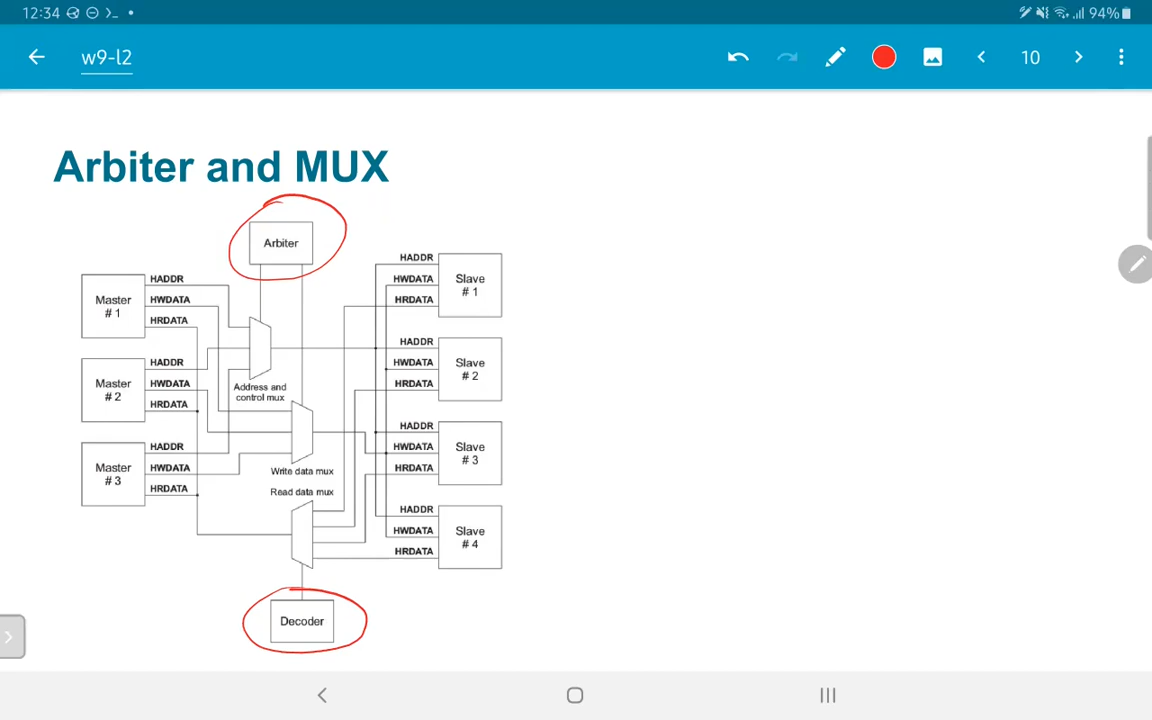 12:34 94%
w9-l2 10
Arbiter and MUX
Arbiter
Master
# 1
HADDR
HWDATA
HRDATA
Master
# 2
HADDR
HWDATA
HRDATA
Master
# 3
HADDR
HWDATA
HRDATA
Address and
control mux
Write data mux
Read data mux
HADDR
HWDATA
HRDATA
Slave
# 1
HADDR
HWDATA
HRDATA
Slave
# 2
HADDR
HWDATA
HRDATA
Slave
# 3
HADDR
HWDATA
HRDATA
Slave
# 4
Decoder